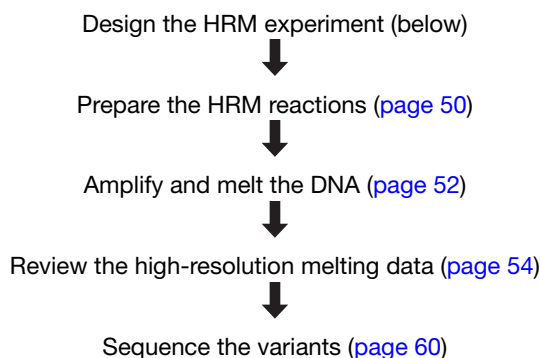 Design the HRM experiment (below)
Prepare the HRM reactions (page 50)
Amplify and melt the DNA (page 52)
Review the high-resolution melting data (page 54)
Sequence the variants (page 60)